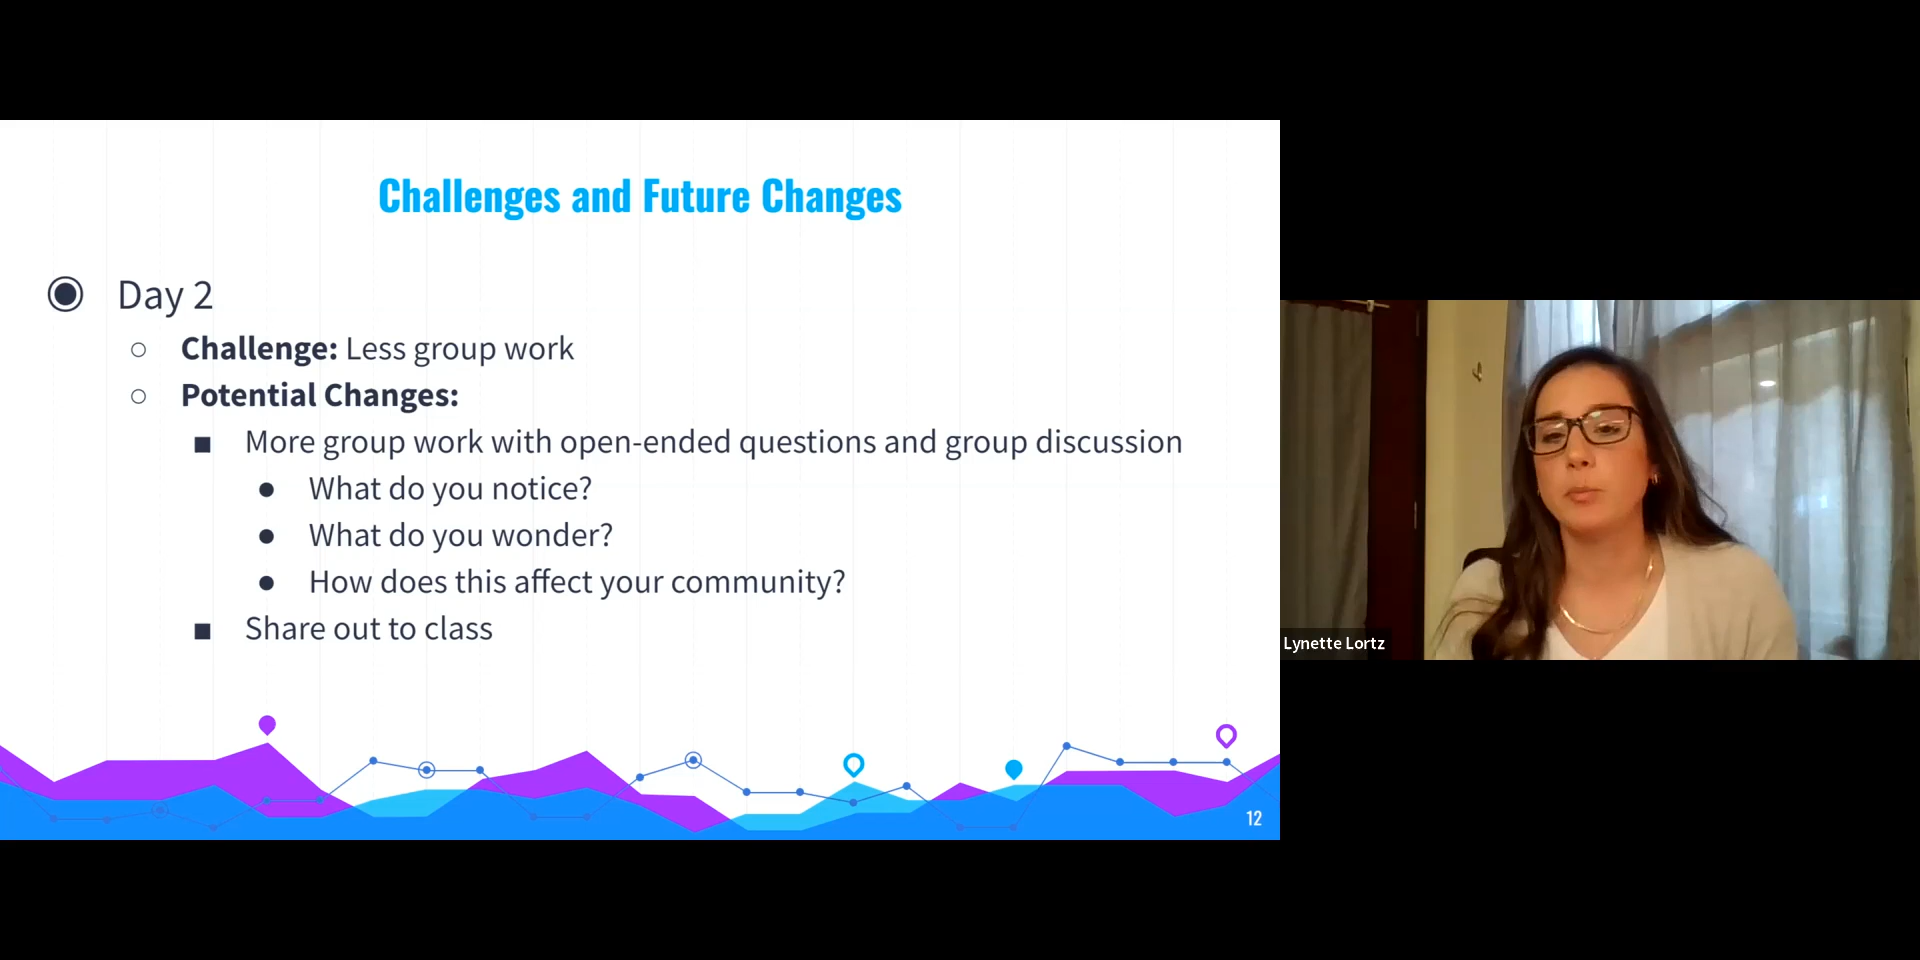 Challenges and Future Changes
Day 2
Challenge: Less group work
Potential Changes:
More group work with open-ended questions and group discussion
What do you notice?
What do you wonder?
How does this affect your community?
Share out to class
12
Lynette Lortz